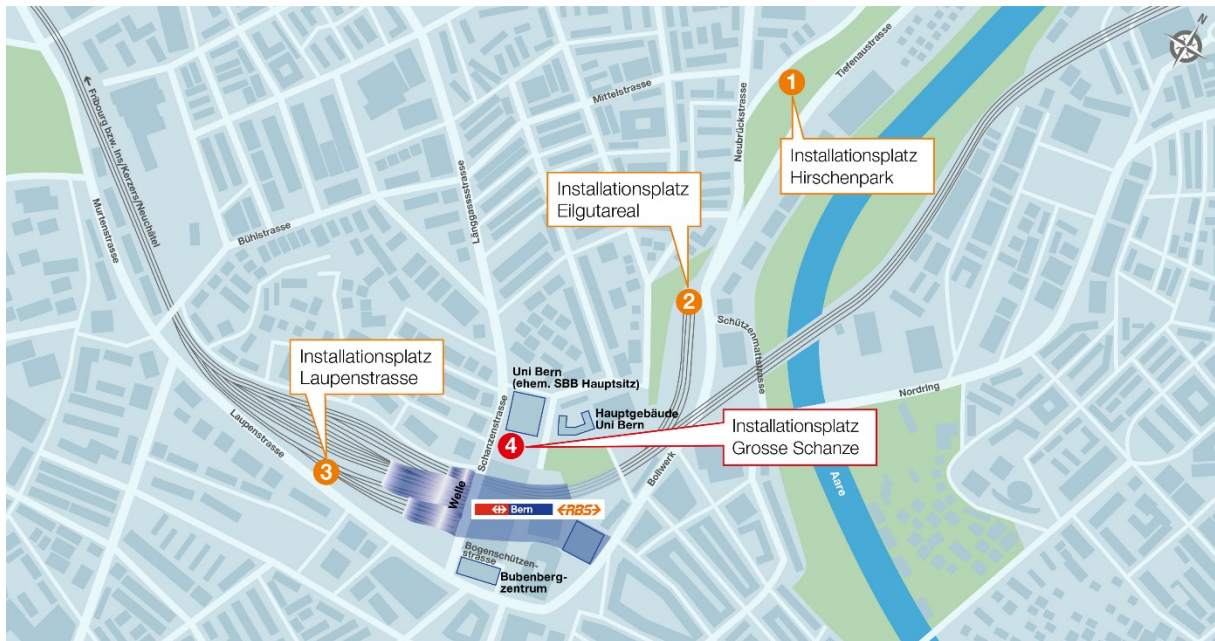 N
1
Tiefenaustrasse
Mittelstrasse
Neubrückstrasse
← Fribourg bzw. Ins/Kerzers/Neuchâtel
Installationsplatz
Hirschenpark
Installationsplatz
Eilgutareal
Murtenstrasse
Länggassstrasse
Bühlstrasse
2
Schützenmattstrasse
Installationsplatz
Laupenstrasse
Uni Bern
(ehem. SBB Hauptsitz)
Nordring
Hauptgebäude
Uni Bern
Laupenstrasse
Schanzenstrasse
Installationsplatz
Grosse Schanze
4
3
Bollwerk
Aare
Welle
Bern
RBS
Bogenschützen-
strasse
Bubenberg-
zentrum